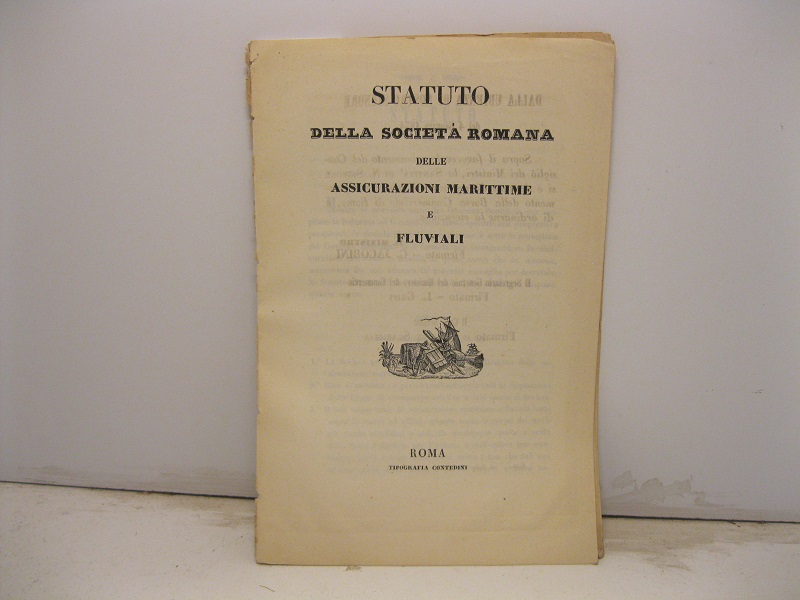 STATUTO
DELLA SOCIETÀ ROMANA
DELLE
ASSICURAZIONI MARITTIME
E
FLUVIALI
ROMA
TIPOGRAFIA CONTEDINI